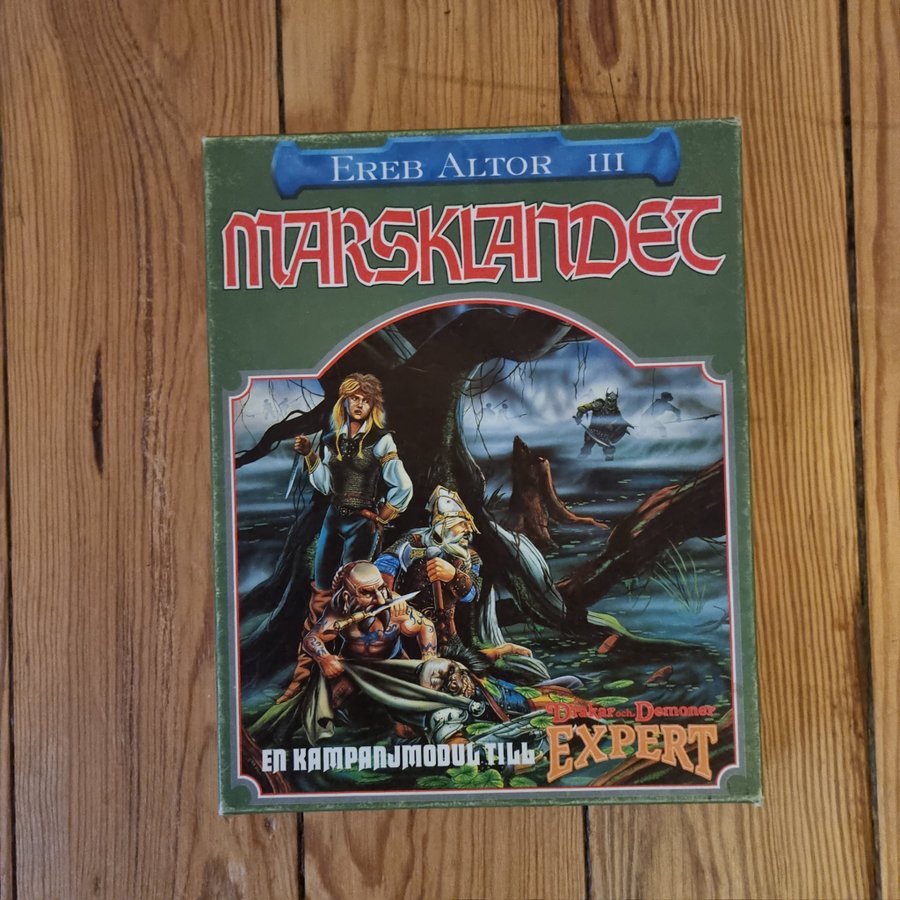 EREB ALTOR III
MARSKLANDET
EN KAMPANJMODUL TILL
Drakar och Demoner
EXPERT